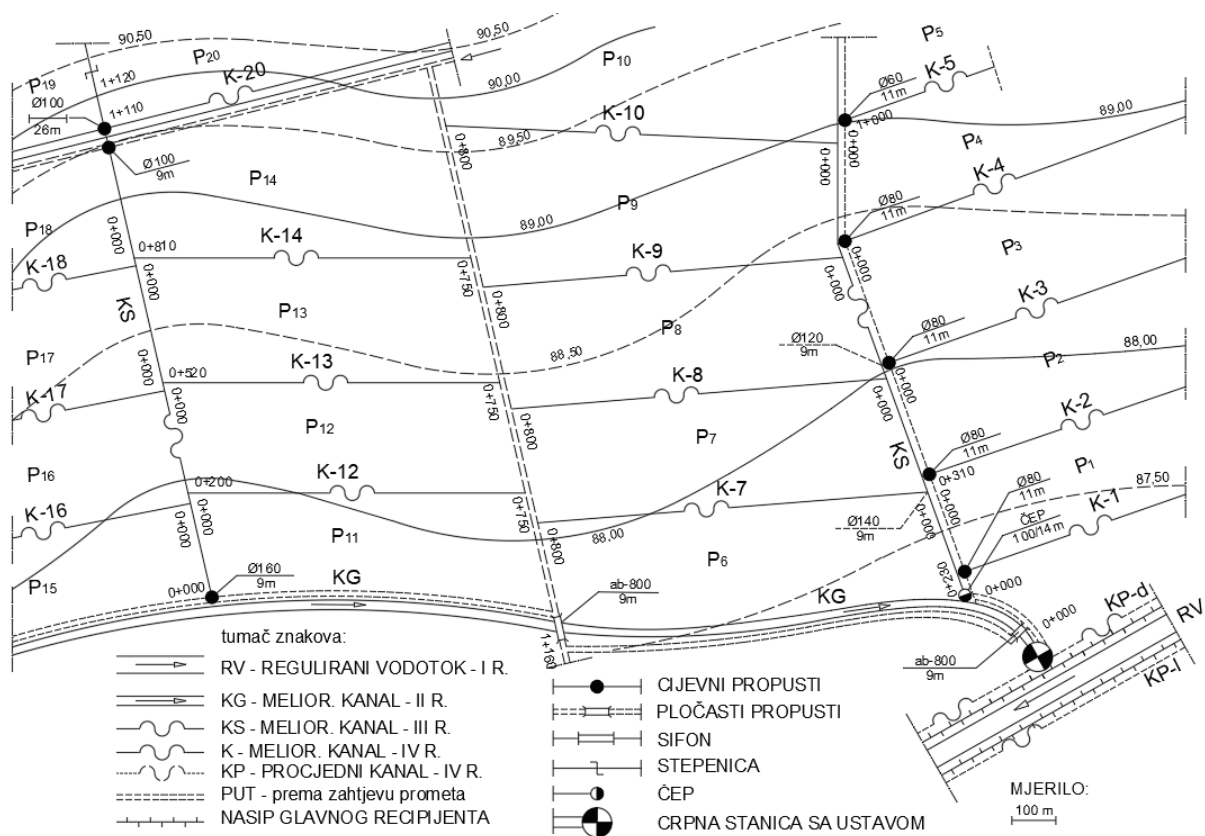 90,50
P20
P19
1+120
K-20
Ø100
26m
1+110
Ø100
9m
90,00
P10
P5
Ø60
11m
K-5
K-10
89,50
0+800
1+000
0+000
0+000
89,00
P4
P14
P9
K-4
89,00
Ø80
11m
P18
0+000
0+810
K-14
K-18
0+000
0+750
K-9
0+000
0+000
P3
KS
P13
0+800
P8
Ø120
9m
Ø80
11m
K-3
P17
88,50
88,00
0+000
0+520
K-13
K-17
0+000
0+750
K-8
0+000
0+000
P2
0+800
K-2
P12
P7
KS
Ø80
11m
P16
K-12
0+310
P1
0+200
K-16
0+000
0+000
K-7
0+000
0+000
Ø80
11m
87,50
0+750
0+800
88,00
P11
Ø140
9m
ČEP
100/14m
K-1
P6
P15
0+000
Ø160
9m
KG
ab-800
9m
KG
0+230
0+000
0+000
KP-d
RV
KP-l
1+160
ab-800
9m
tumač znakova:
RV - REGULIRANI VODOTOK - I R.
KG - MELIOR. KANAL - II R.
KS - MELIOR. KANAL - III R.
K - MELIOR. KANAL - IV R.
KP - PROCJEDNI KANAL - IV R.
PUT - prema zahtjevu prometa
NASIP GLAVNOG RECIPIJENTA
CIJEVNI PROPUSTI
PLOČASTI PROPUSTI
SIFON
STEPENICA
ČEP
CRPNA STANICA SA USTAVOM
MJERILO:
100 m